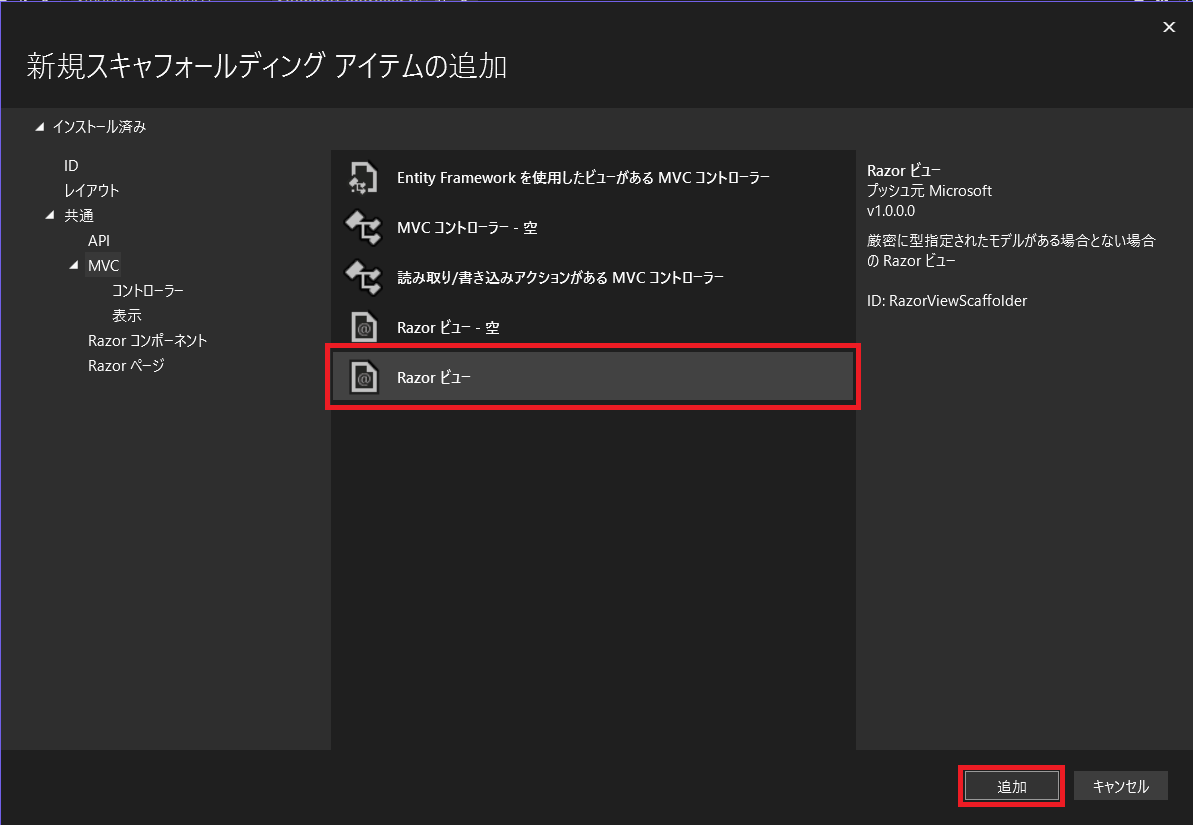 新規スキャフォールディング アイテムの追加
インストール済み
ID
レイアウト
共通
API
MVC
コントローラー
表示
Razor コンポーネント
Razor ページ
Entity Framework を使用したビューがある MVC コントローラー
MVC コントローラー - 空
読み取り/書き込みアクションがある MVC コントローラー
Razor ビュー - 空
Razor ビュー
Razor ビュー
プッシュ元 Microsoft
v1.0.0.0
厳密に型指定されたモデルがある場合とない場合
の Razor ビュー
ID: RazorViewScaffolder
追加
キャンセル